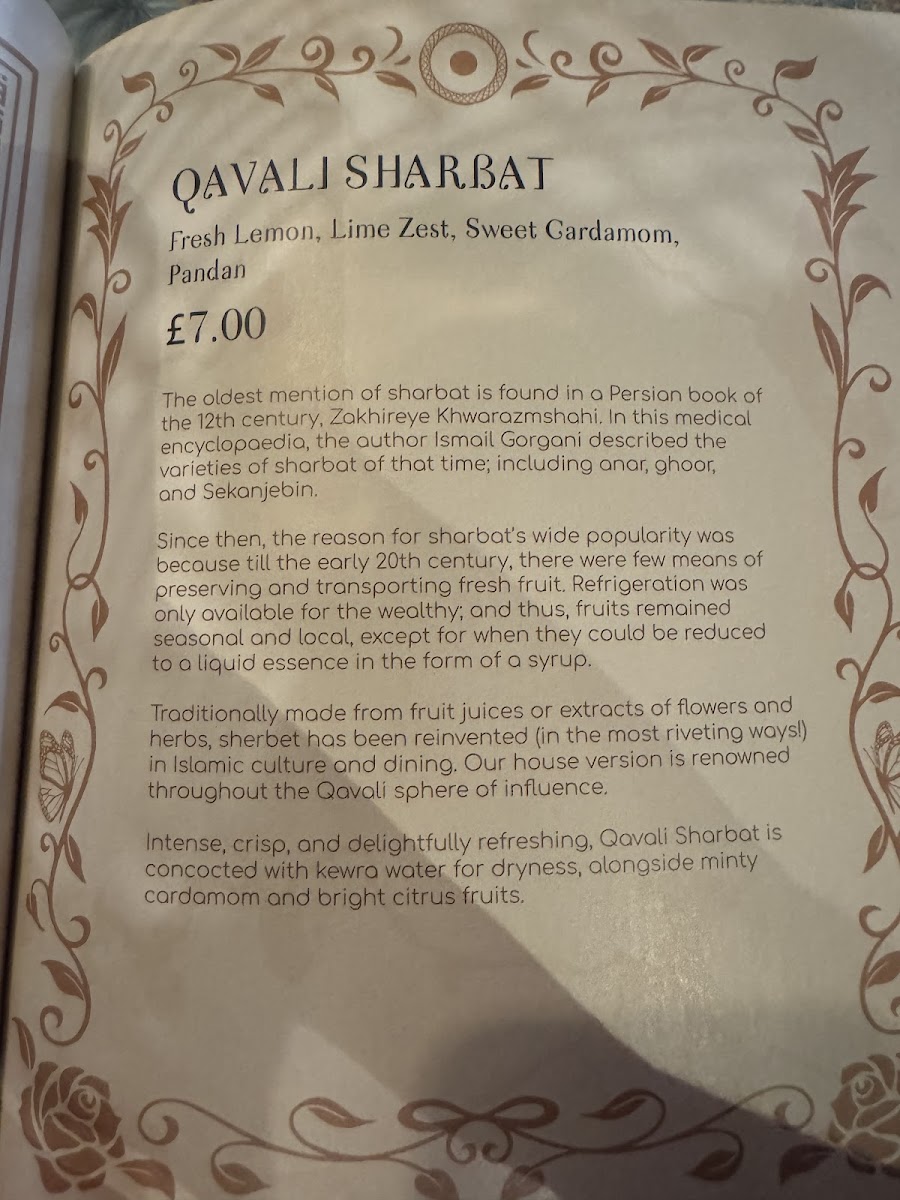 QAVALI SHARBAT
Fresh Lemon, Lime Zest, Sweet Cardamom,
Pandan
£7.00
The oldest mention of sharbat is found in a Persian book of
the 12th century, Zakhireye Khwarazmshahi. In this medical
encyclopaedia, the author Ismail Gorgani described the
varieties of sharbat of that time; including anar, ghoor,
and Sekanjebin.
Since then, the reason for sharbat's wide popularity was
because till the early 20th century, there were few means of
preserving and transporting fresh fruit. Refrigeration was
only available for the wealthy; and thus, fruits remained
seasonal and local, except for when they could be reduced
to a liquid essence in the form of a syrup.
Traditionally made from fruit juices or extracts of flowers and
herbs, sherbet has been reinvented (in the most riveting ways!)
in Islamic culture and dining. Our house version is renowned
throughout the Qavali sphere of influence.
Intense, crisp, and delightfully refreshing, Qavali Sharbat is
concocted with kewra water for dryness, alongside minty
cardamom and bright citrus fruits.